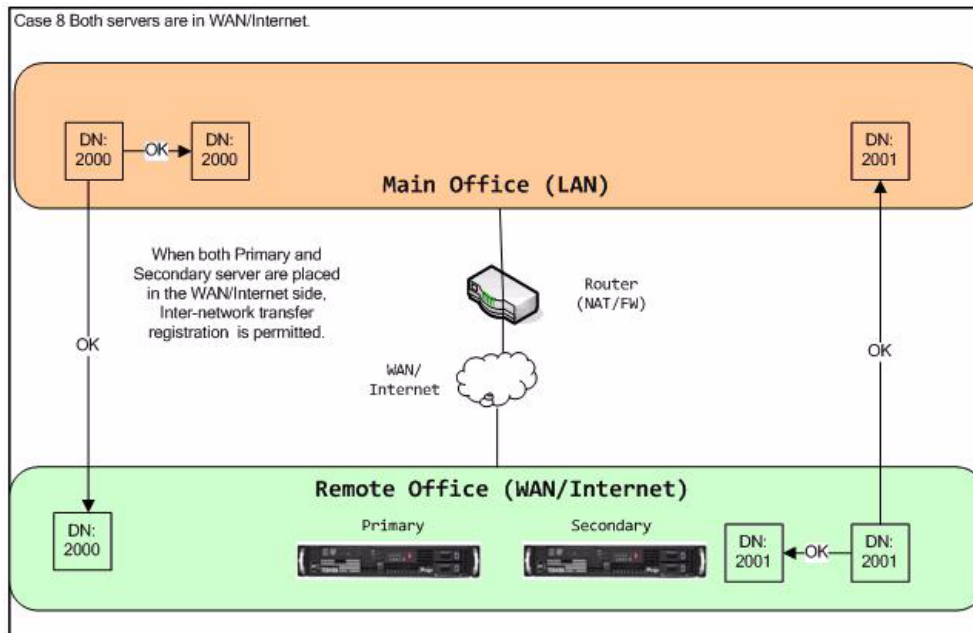 Case 8 Both servers are in WAN/Internet.
DN:
2000
OK
DN:
2000
DN:
2001
Main Office (LAN)
When both Primary and
Secondary server are placed
in the WAN/Internet side,
Inter-network transfer
registration is permitted.
Router
(NAT/FW)
OK
OK
WAN/
Internet
Remote Office (WAN/Internet)
DN:
2000
Primary
Secondary
DN:
2001
OK
DN:
2001